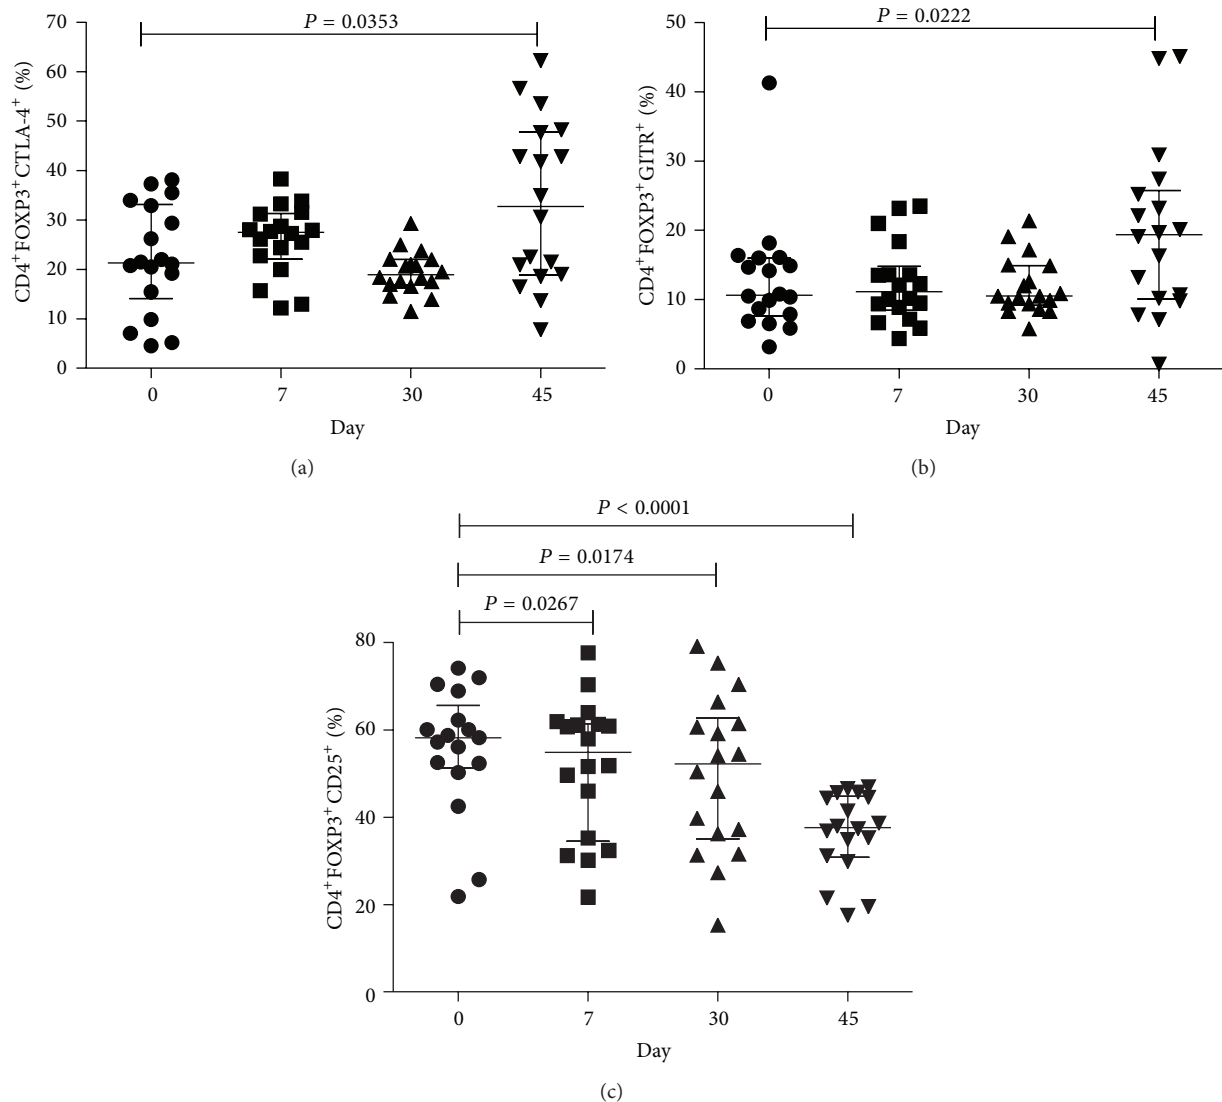 P = 0.0353
CD4⁺FOXP3⁺CTLA-4⁺ (%)
70
60
50
40
30
20
10
0
0 7 30 45
Day
(a)
P = 0.0222
CD4⁺FOXP3⁺GITR⁺ (%)
50
40
30
20
10
0
0 7 30 45
Day
(b)
P < 0.0001
P = 0.0174
P = 0.0267
CD4⁺FOXP3⁺CD25⁺ (%)
80
60
40
20
0
0 7 30 45
Day
(c)